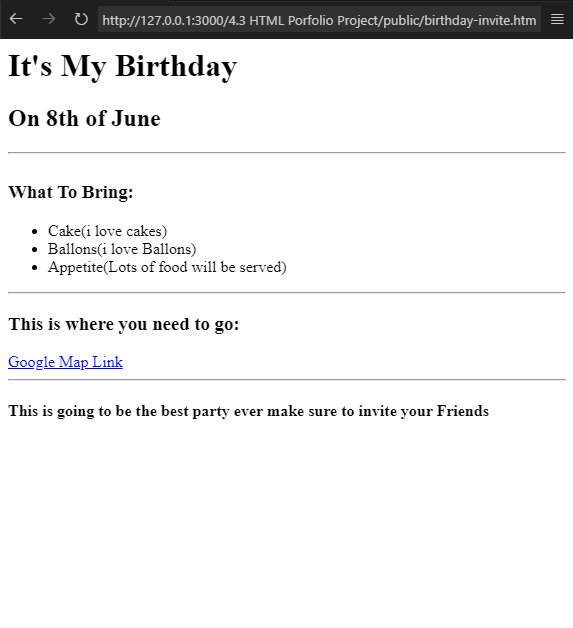 http://127.0.0.1:3000/4.3 HTML Porfolio Project/public/birthday-invite.htm
It's My Birthday
On 8th of June
What To Bring:
Cake(i love cakes)
Ballons(i love Ballons)
Appetite(Lots of food will be served)
This is where you need to go:
Google Map Link
This is going to be the best party ever make sure to invite your Friends